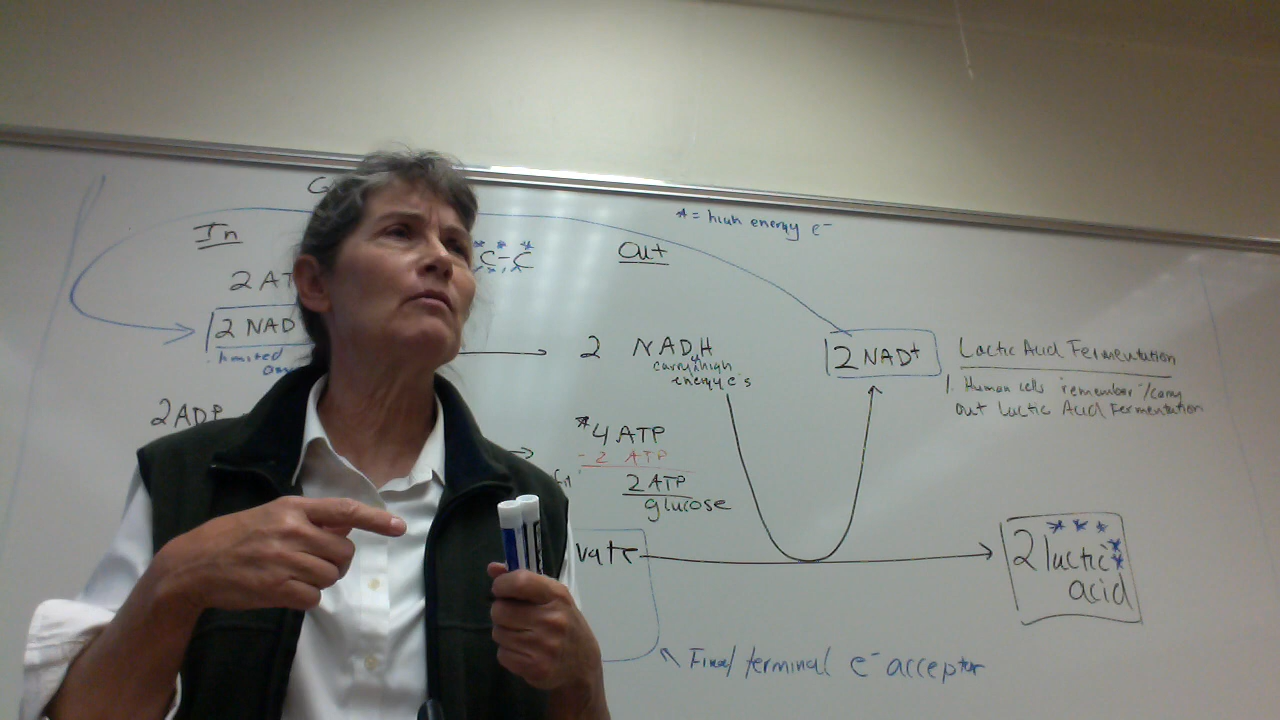 G
* = high energy e⁻
In
C-C
* * *
Out
2 AT
2 NAD
limited
2 NADH
carry high
energy e's
2 NAD⁺
Lactic Acid Fermentation
1. Human cells "remember"/carry
out Lactic Acid Fermentation
2ADP
*4 ATP
- 2 ATP
2 ATP
glucose
vate
2 lactic
acid
* * *
*
*
Final/terminal e⁻ acceptor